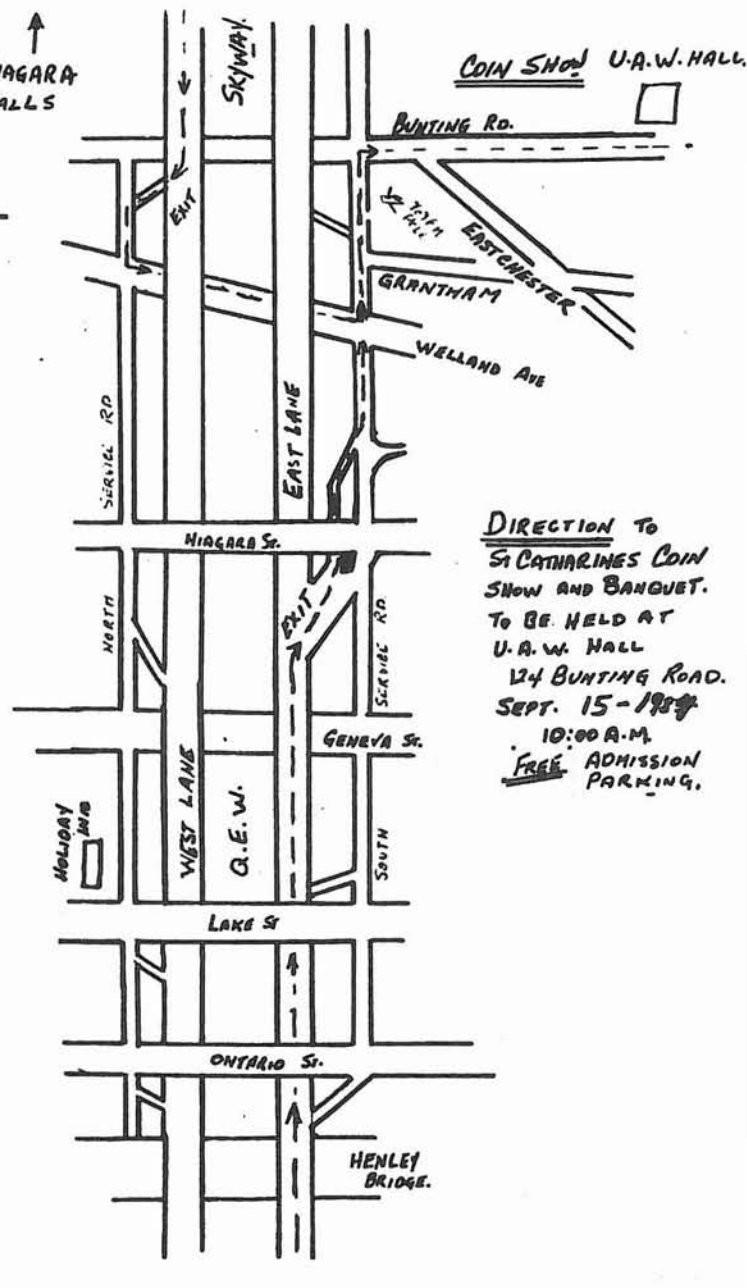 SKYWAY.
COIN SHOW U.A.W. HALL.
BUNTING RD.
EXIT
EASTCHESTER
GRANTHAM
WELLAND AVE
EAST LANE
SERVICE RD
NIAGARA ST.
DIRECTION TO
ST CATHARINES COIN
SHOW AND BANQUET.
TO BE HELD AT
U.A.W. HALL
124 BUNTING ROAD.
SEPT. 15 -
10:00 A.M.
FREE ADMISSION
PARKING.
NORTH
EXIT
SERVICE RD.
GENEVA ST.
WEST LANE
Q.E.W.
HOLIDAY
INN
SOUTH
LAKE ST
ONTARIO ST.
HENLEY
BRIDGE.